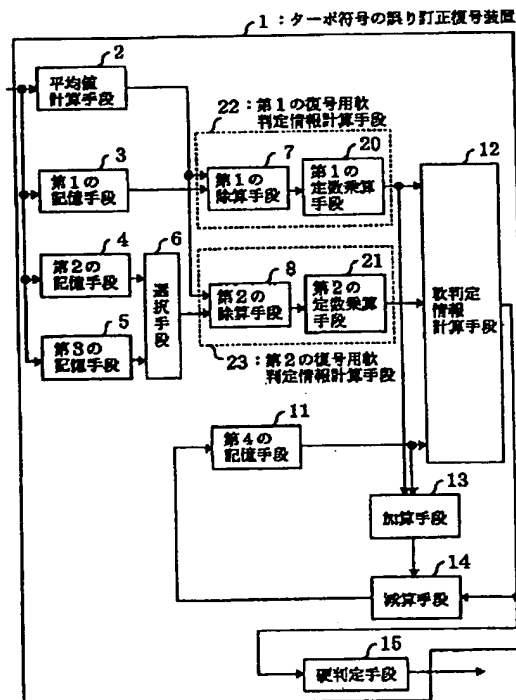 1：ターボ符号の誤り訂正復号装置
2
平均値
計算手段
22：第1の復号用軟
判定情報計算手段
3
第1の
記憶手段
7
第1の
除算手段
20
第1の
定数乗算
手段
12
軟判定
情報
計算手段
4
第2の
記憶手段
6
選択手段
8
第2の
除算手段
21
第2の
定数乗算
手段
5
第3の
記憶手段
23：第2の復号用軟
判定情報計算手段
11
第4の
記憶手段
13
加算手段
14
減算手段
15
硬判定手段